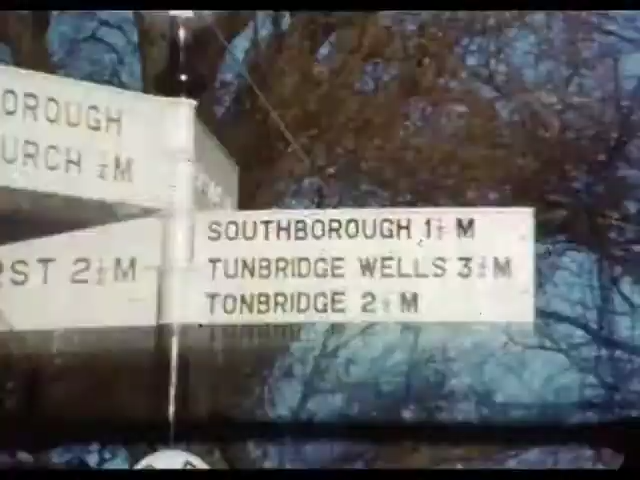 OROUGH
URCH ½M
RST 2½M
SOUTHBOROUGH 1½ M
TUNBRIDGE WELLS 3½M
TONBRIDGE 2½ M